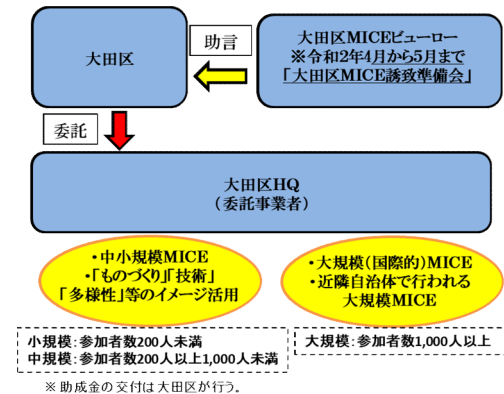 大田区
助言
大田区MICEビューロー
※令和2年4月から5月まで
「大田区MICE誘致準備会」
委託
大田区HQ
（委託事業者）
・中小規模MICE
・「ものづくり」「技術」
「多様性」等のイメージ活用
・大規模（国際的）MICE
・近隣自治体で行われる
大規模MICE
小規模：参加者数200人未満
中規模：参加者数200人以上1,000人未満
大規模：参加者数1,000人以上
※ 助成金の交付は大田区が行う。